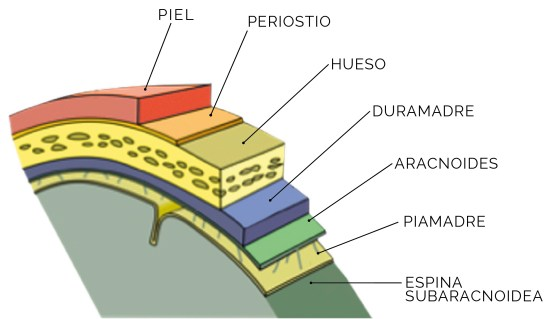 PIEL
PERIOSTIO
HUESO
DURAMADRE
ARACNOIDES
PIAMADRE
ESPINA
SUBARACNOIDEA